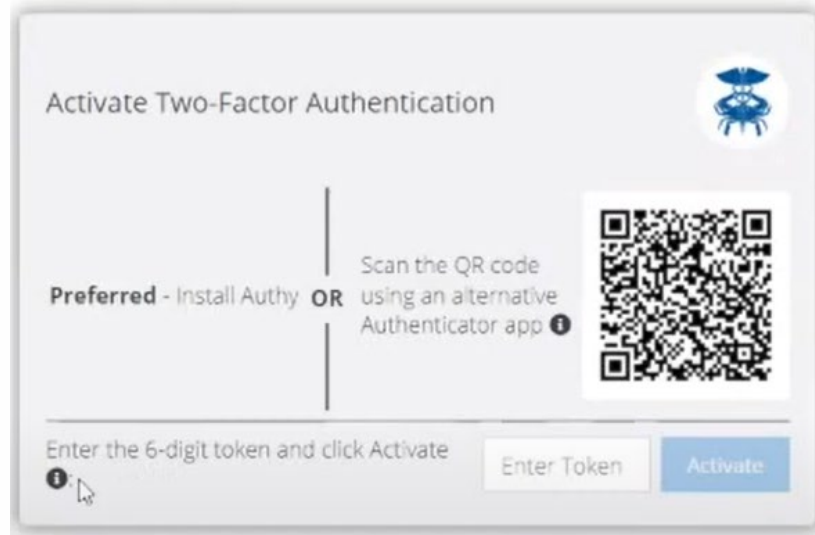 Activate Two-Factor Authentication
Preferred - Install Authy
OR
Scan the QR code
using an alternative
Authenticator app
Enter the 6-digit token and click Activate
:
Enter Token
Activate